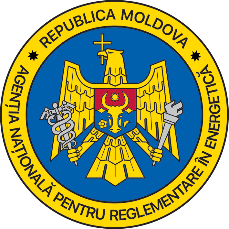 REPUBLICA MOLDOVA
AGENȚIA NAȚIONALĂ PENTRU REGLEMENTARE ÎN ENERGETICĂ